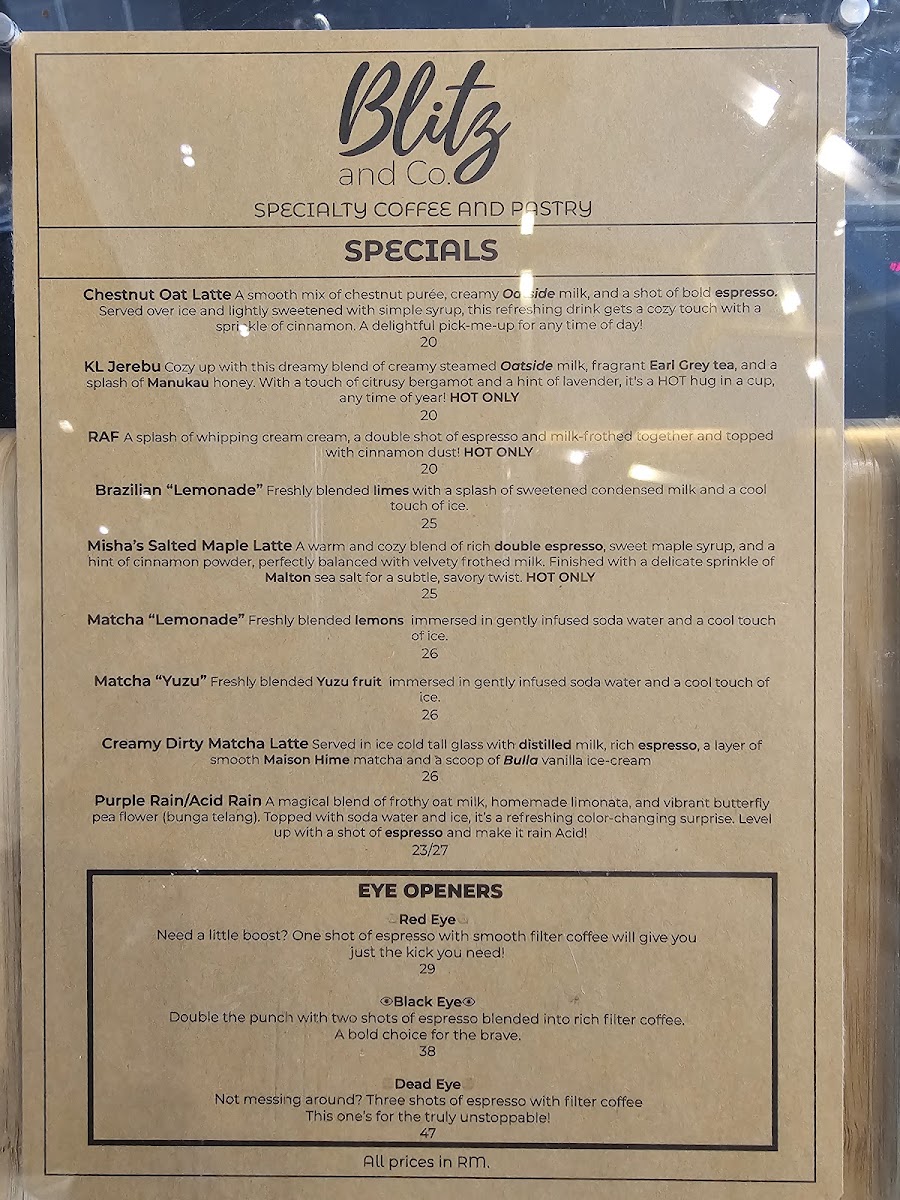 Blitz
and Co.
SPECIALTY COFFEE AND PASTRY
SPECIALS
Chestnut Oat Latte A smooth mix of chestnut purée, creamy Oatside milk, and a shot of bold espresso.
Served over ice and lightly sweetened with simple syrup, this refreshing drink gets a cozy touch with a
sprinkle of cinnamon. A delightful pick-me-up for any time of day!
20
KL Jerebu Cozy up with this dreamy blend of creamy steamed Oatside milk, fragrant Earl Grey tea, and a
splash of Manukau honey. With a touch of citrusy bergamot and a hint of lavender, it's a HOT hug in a cup,
any time of year! HOT ONLY
20
RAF A splash of whipping cream cream, a double shot of espresso and milk-frothed together and topped
with cinnamon dust! HOT ONLY
20
Brazilian “Lemonade” Freshly blended limes with a splash of sweetened condensed milk and a cool
touch of ice.
25
Misha’s Salted Maple Latte A warm and cozy blend of rich double espresso, sweet maple syrup, and a
hint of cinnamon powder, perfectly balanced with velvety frothed milk. Finished with a delicate sprinkle of
Malton sea salt for a subtle, savory twist. HOT ONLY
25
Matcha “Lemonade” Freshly blended lemons immersed in gently infused soda water and a cool touch
of ice.
26
Matcha “Yuzu” Freshly blended Yuzu fruit immersed in gently infused soda water and a cool touch of
ice.
26
Creamy Dirty Matcha Latte Served in ice cold tall glass with distilled milk, rich espresso, a layer of
smooth Maison Hime matcha and a scoop of Bulla vanilla ice-cream
26
Purple Rain/Acid Rain A magical blend of frothy oat milk, homemade limonata, and vibrant butterfly
pea flower (bunga telang). Topped with soda water and ice, it’s a refreshing color-changing surprise. Level
up with a shot of espresso and make it rain Acid!
23/27
EYE OPENERS
Red Eye
Need a little boost? One shot of espresso with smooth filter coffee will give you
just the kick you need!
29
👁Black Eye👁
Double the punch with two shots of espresso blended into rich filter coffee.
A bold choice for the brave.
38
Dead Eye
Not messing around? Three shots of espresso with filter coffee
This one’s for the truly unstoppable!
47
All prices in RM.